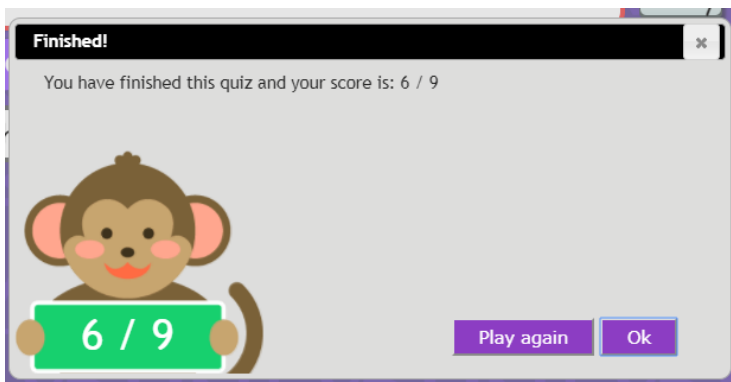 Finished!
You have finished this quiz and your score is: 6 / 9
6 / 9
Play again
Ok